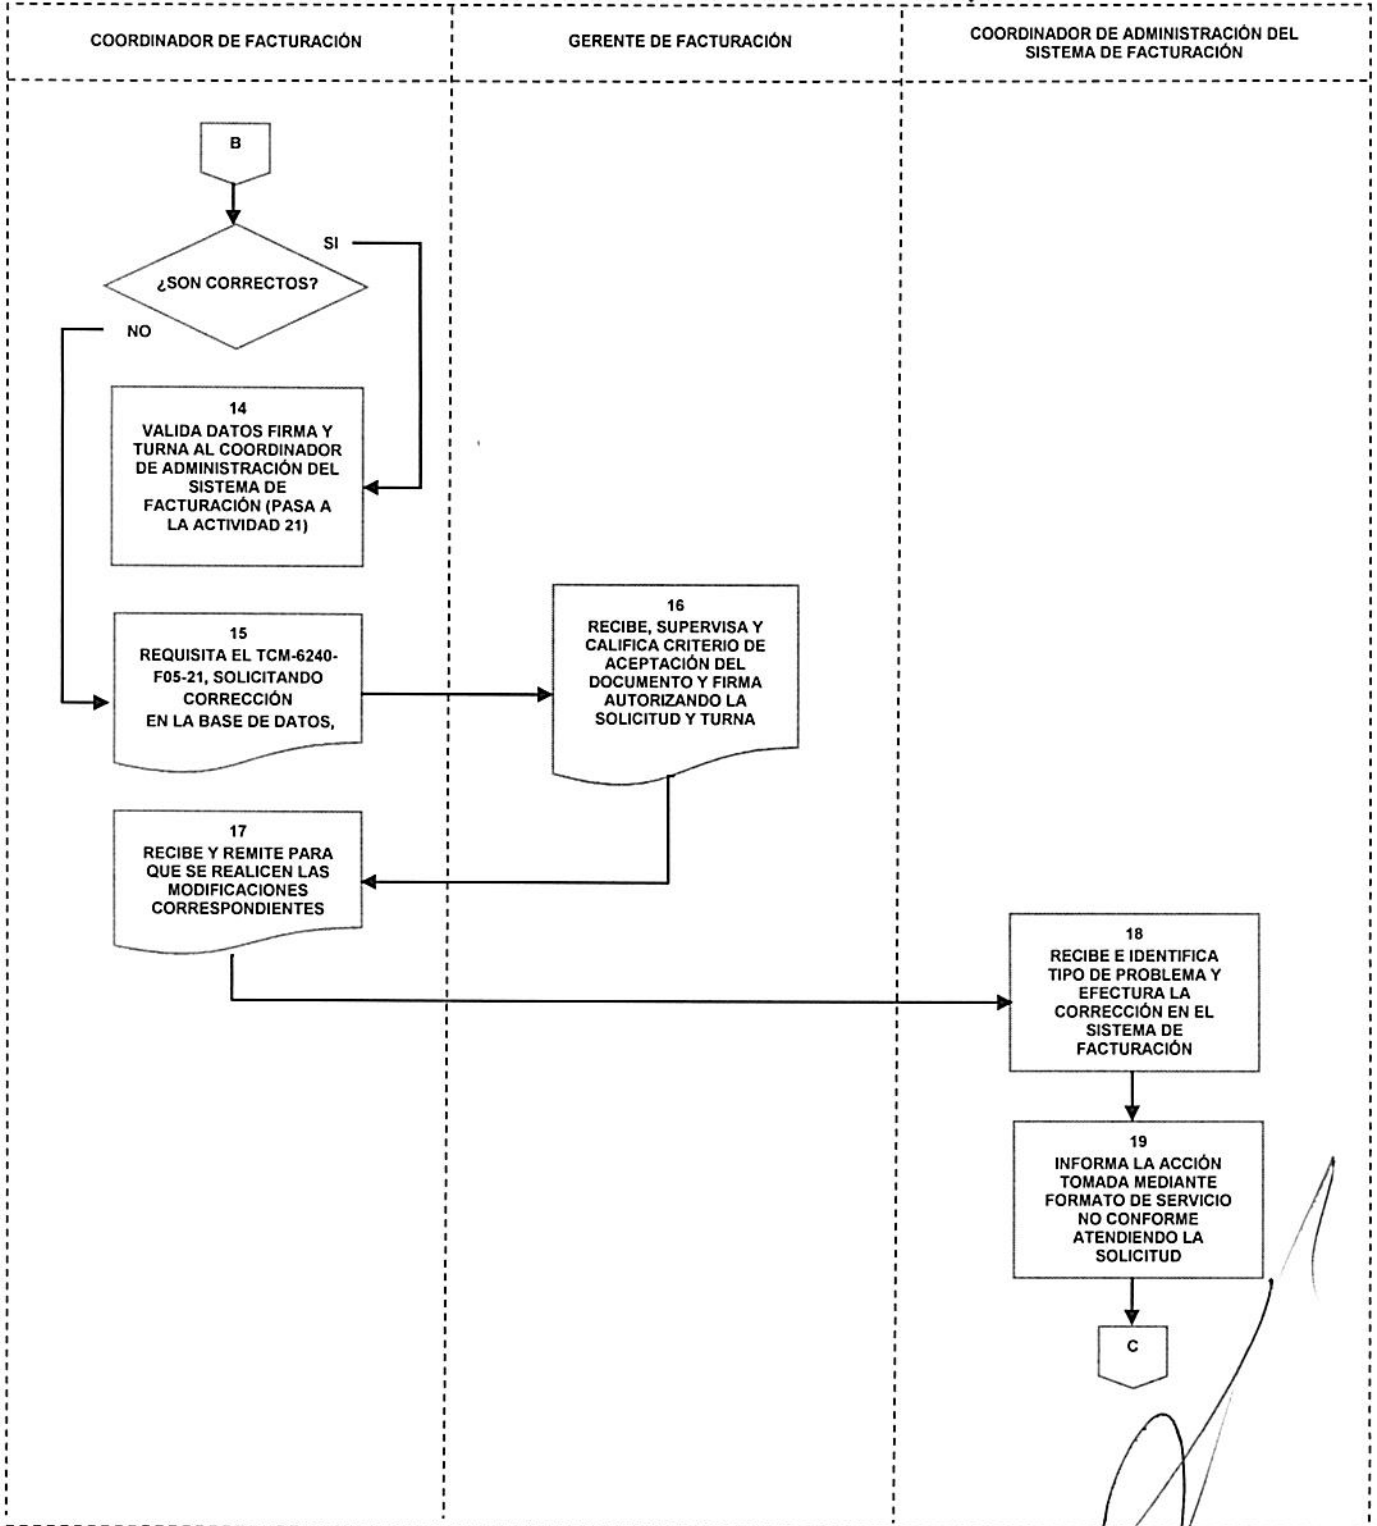 COORDINADOR DE FACTURACIÓN
GERENTE DE FACTURACIÓN
COORDINADOR DE ADMINISTRACIÓN DEL
SISTEMA DE FACTURACIÓN
B
¿SON CORRECTOS?
SI
NO
14
VALIDA DATOS FIRMA Y
TURNA AL COORDINADOR
DE ADMINISTRACIÓN DEL
SISTEMA DE
FACTURACIÓN (PASA A
LA ACTIVIDAD 21)
15
REQUISITA EL TCM-6240-
F05-21, SOLICITANDO
CORRECCIÓN
EN LA BASE DE DATOS,
16
RECIBE, SUPERVISA Y
CALIFICA CRITERIO DE
ACEPTACIÓN DEL
DOCUMENTO Y FIRMA
AUTORIZANDO LA
SOLICITUD Y TURNA
17
RECIBE Y REMITE PARA
QUE SE REALICEN LAS
MODIFICACIONES
CORRESPONDIENTES
18
RECIBE E IDENTIFICA
TIPO DE PROBLEMA Y
EFECTURA LA
CORRECCIÓN EN EL
SISTEMA DE
FACTURACIÓN
19
INFORMA LA ACCIÓN
TOMADA MEDIANTE
FORMATO DE SERVICIO
NO CONFORME
ATENDIENDO LA
SOLICITUD
C